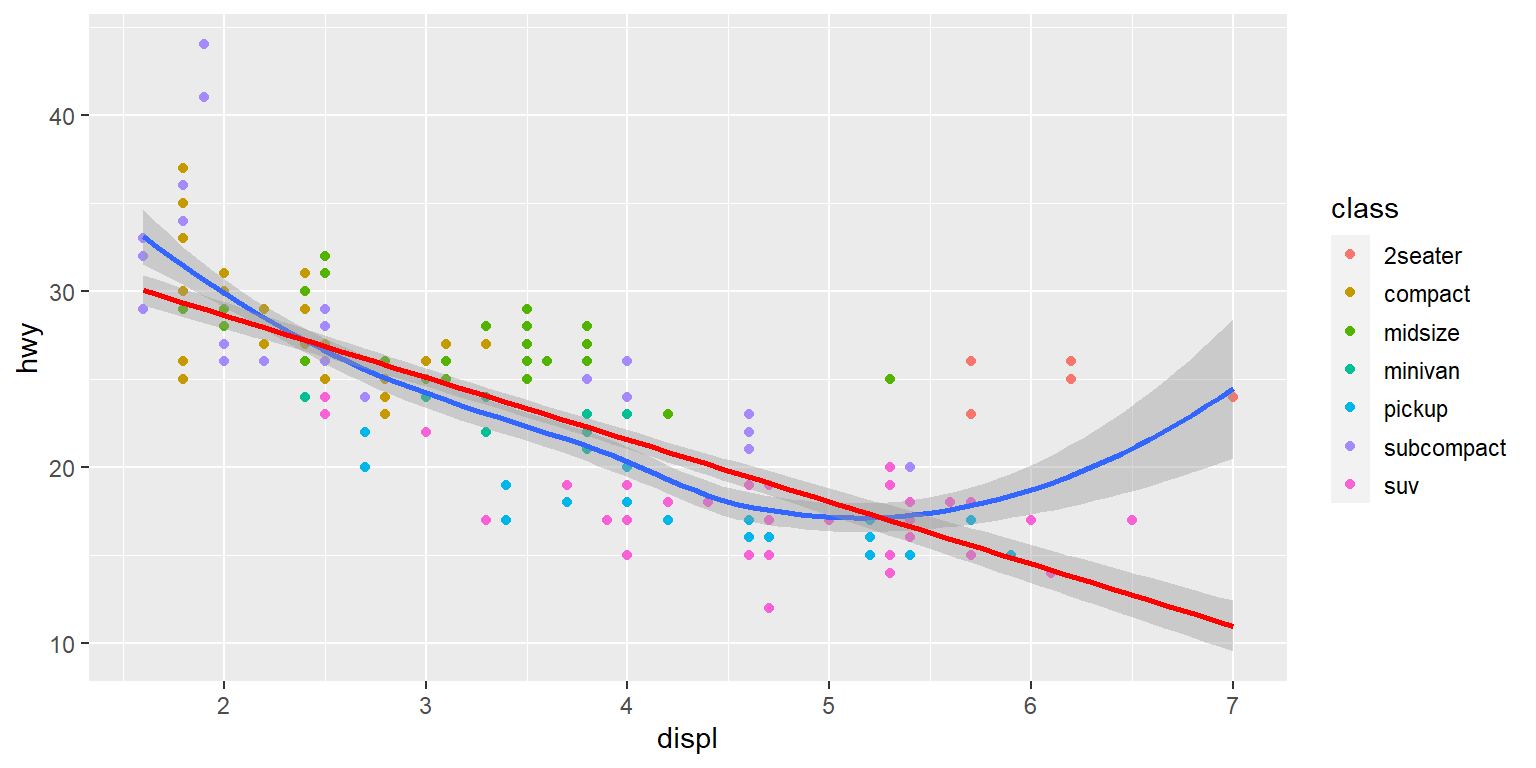 hwy
40
30
20
10
2 3 4 5 6 7
displ
class
2seater
compact
midsize
minivan
pickup
subcompact
suv